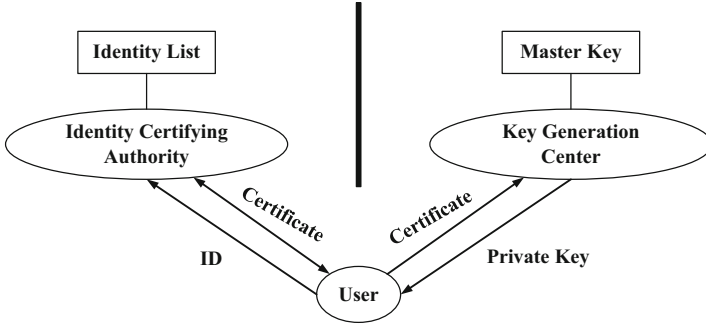 Identity List
Master Key
Identity Certifying
Authority
Key Generation
Center
Certificate
Certificate
ID
Private Key
User